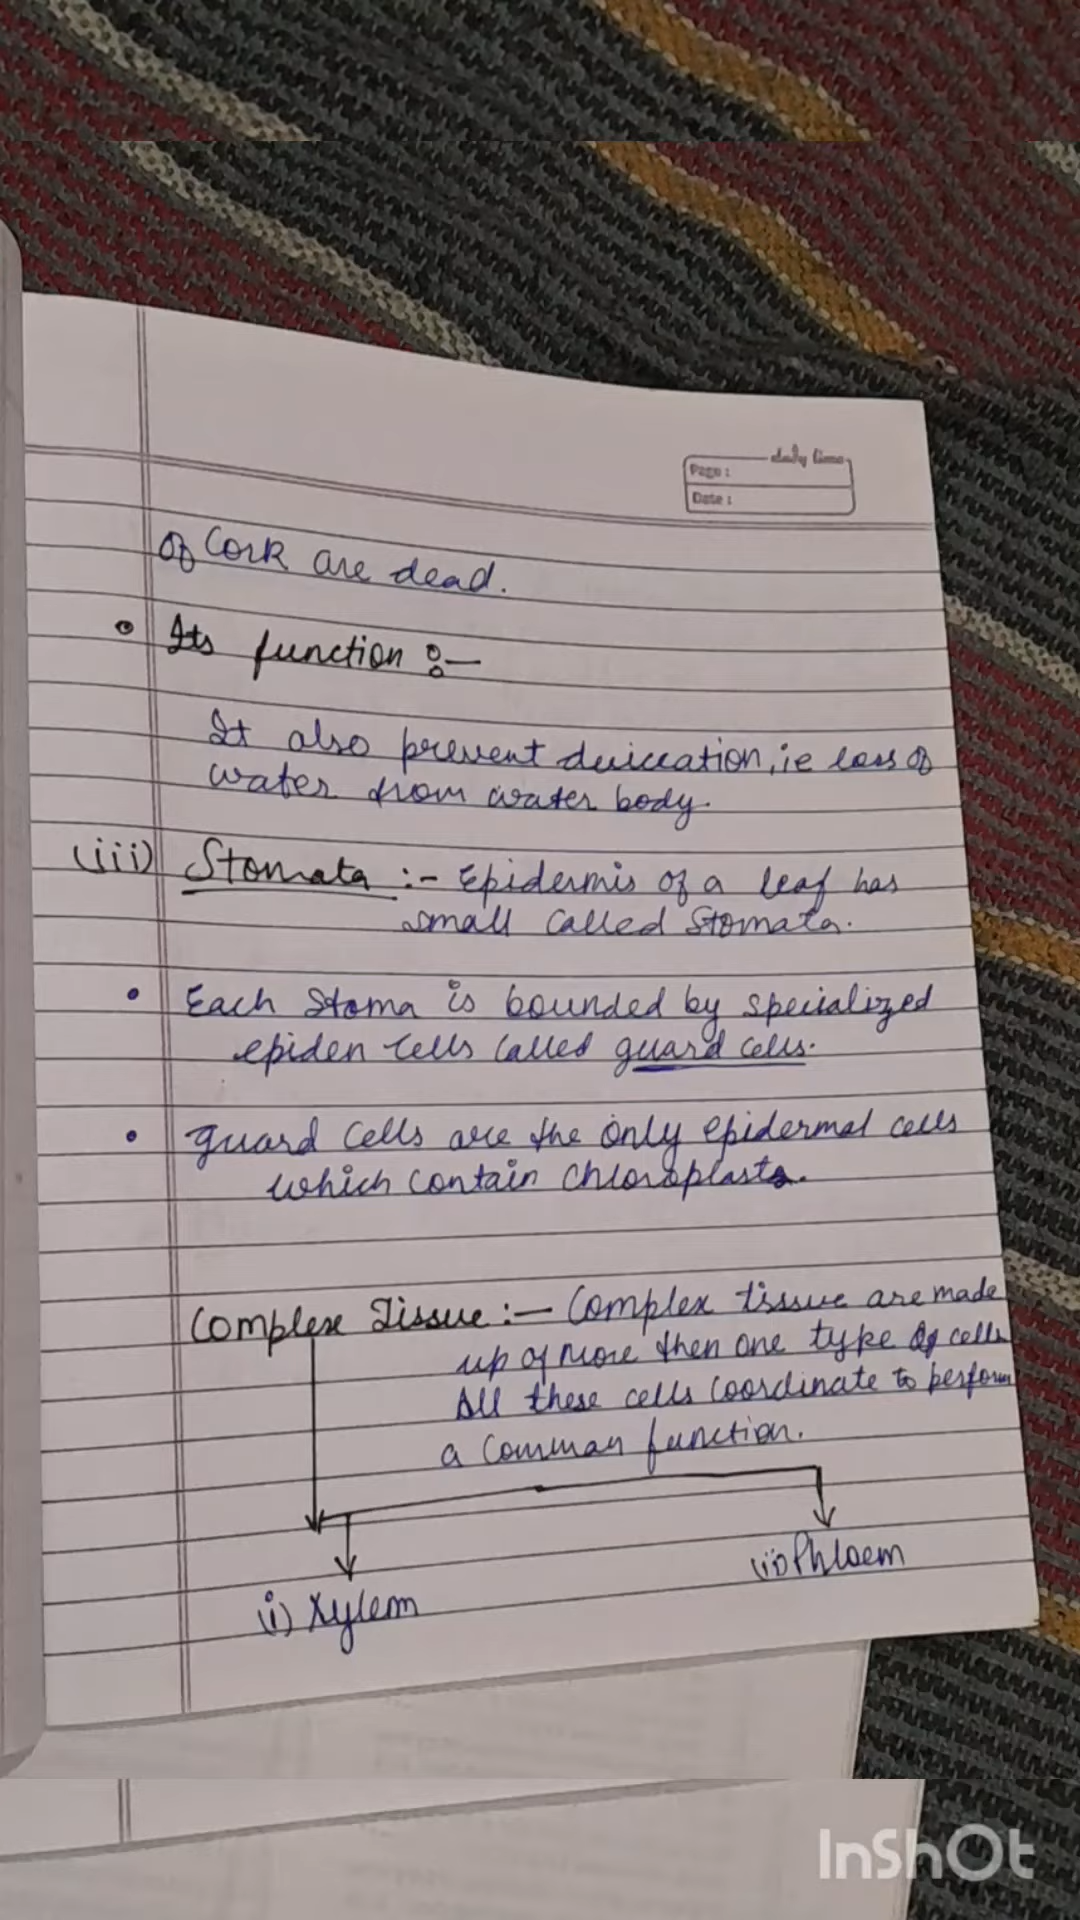 daily time
Page :
Date :
of Cork are dead.
• Its function :-
It also prevent duiccation, ie loss of
water from water body.
(iii) Stomata :- Epidermis of a leaf has
small called Stomata.
• Each Stoma is bounded by specialized
epiden cells called guard cells.
• guard cells are the only epidermal cells
which contain chloroplasts.
Complex Tissue :- Complex tissue are made
up of more then one type of cells
All these cells coordinate to perform
a comman function.
(i) Xylem
(ii) Phloem
InShOt